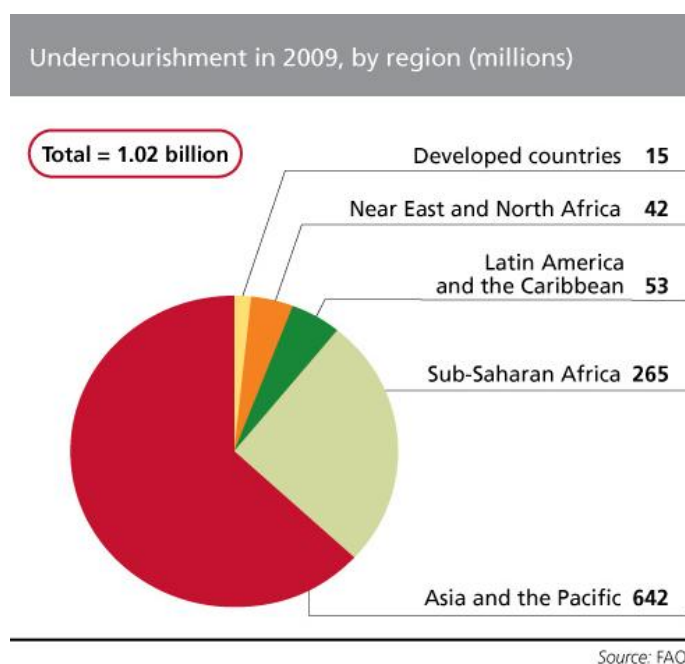 Undernourishment in 2009, by region (millions)
Total = 1.02 billion
Developed countries 15
Near East and North Africa 42
Latin America
and the Caribbean 53
Sub-Saharan Africa 265
Asia and the Pacific 642
Source: FAO